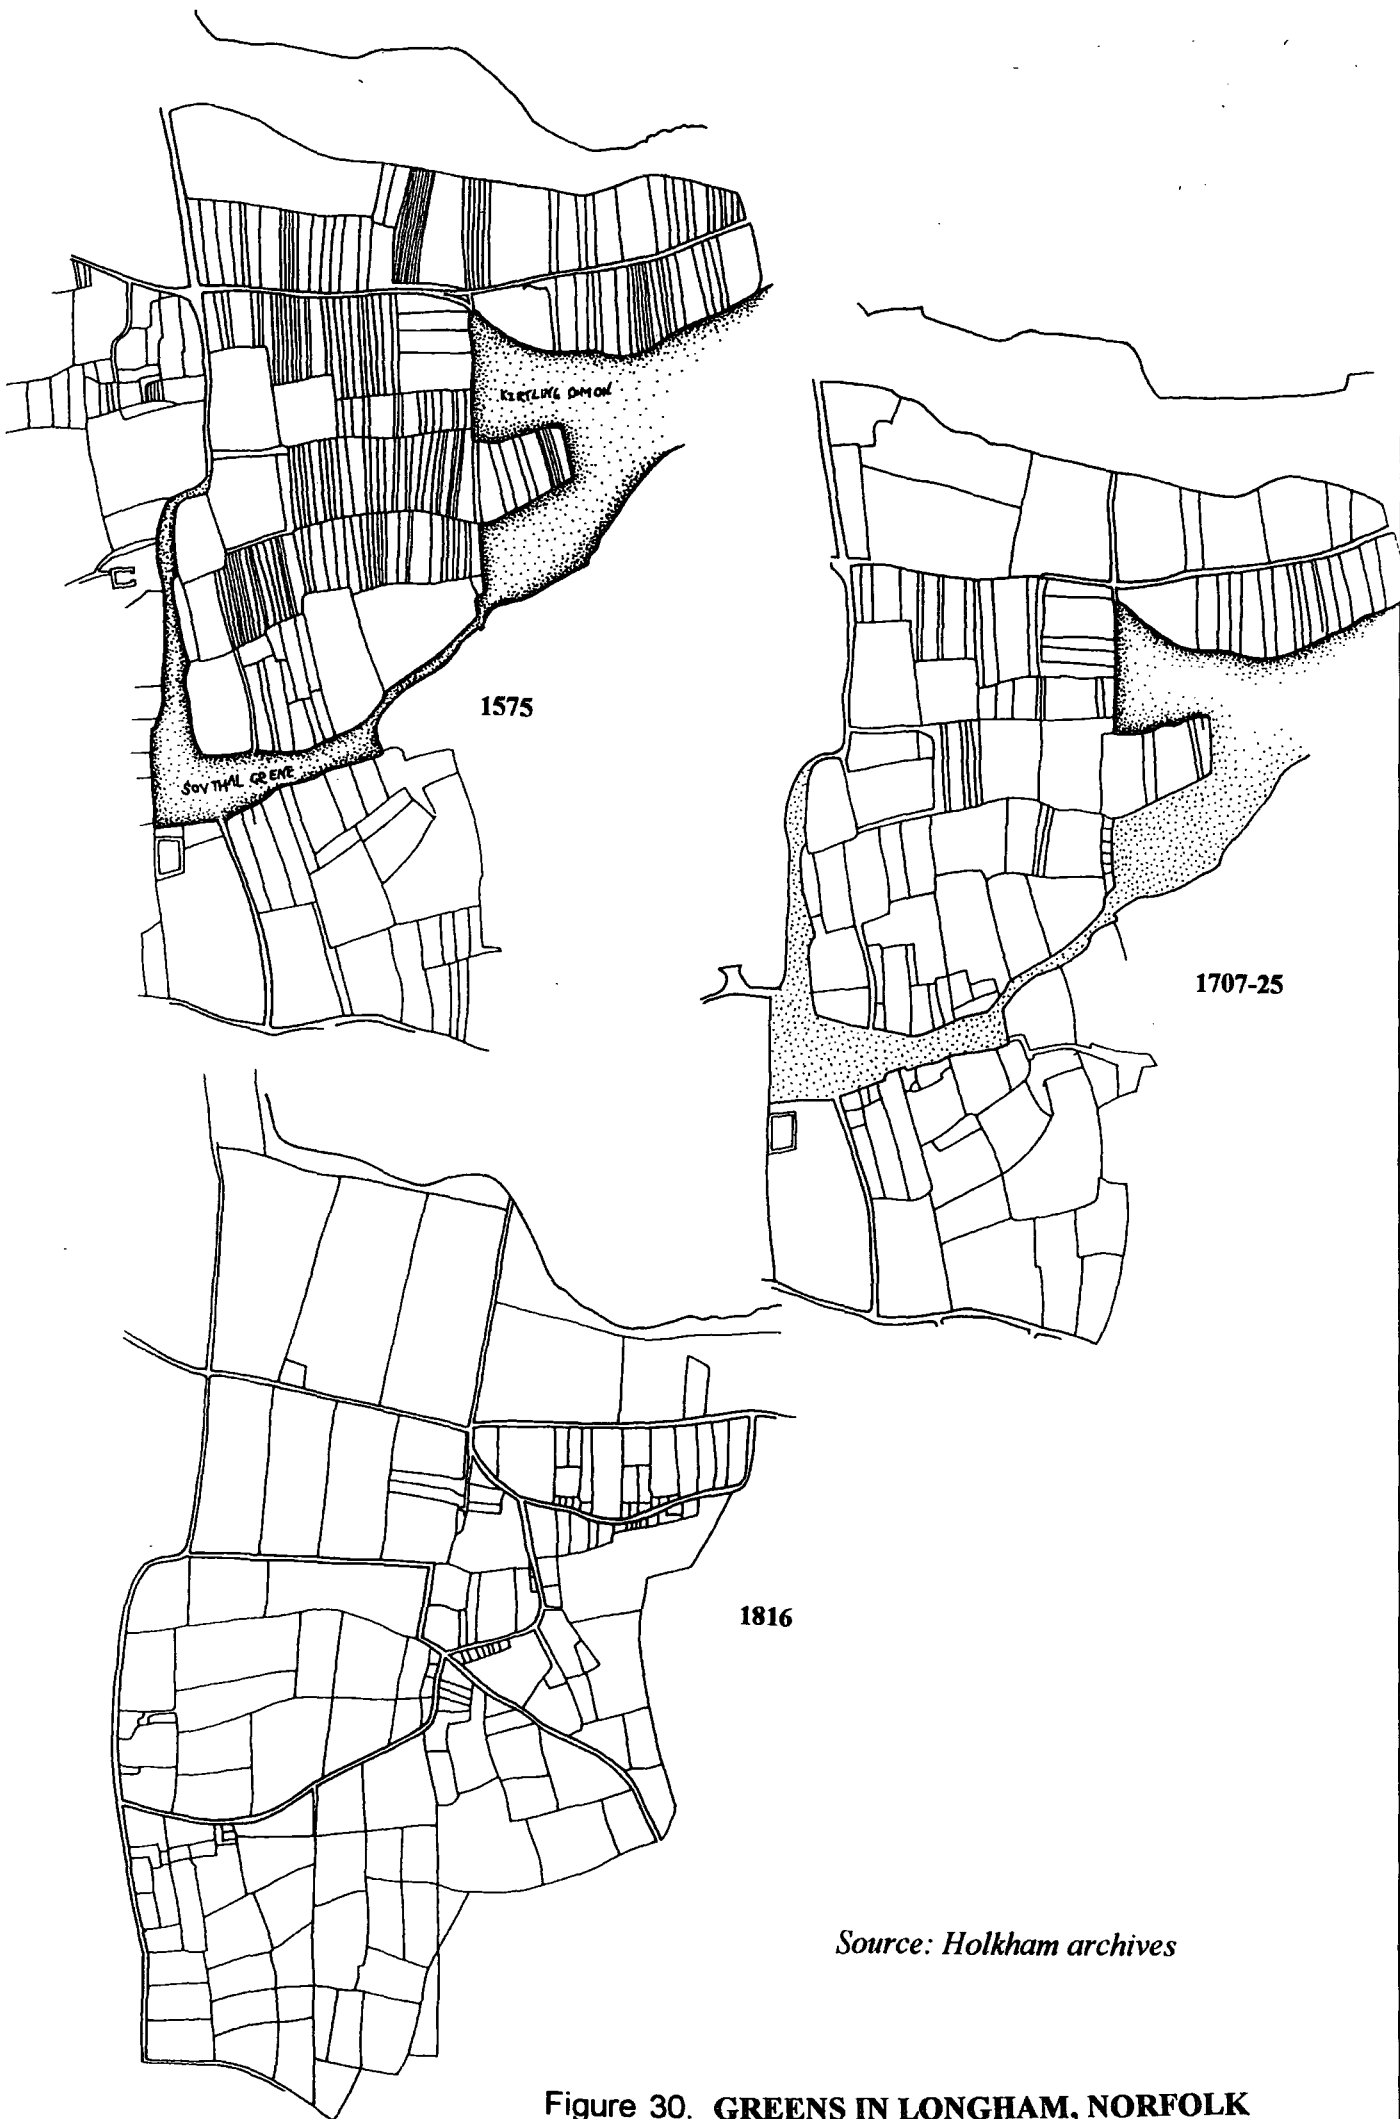 KIRTLING COMON
1575
SOVTHAL GRENE
1707-25
1816
Source: Holkham archives
Figure 30. GREENS IN LONGHAM, NORFOLK